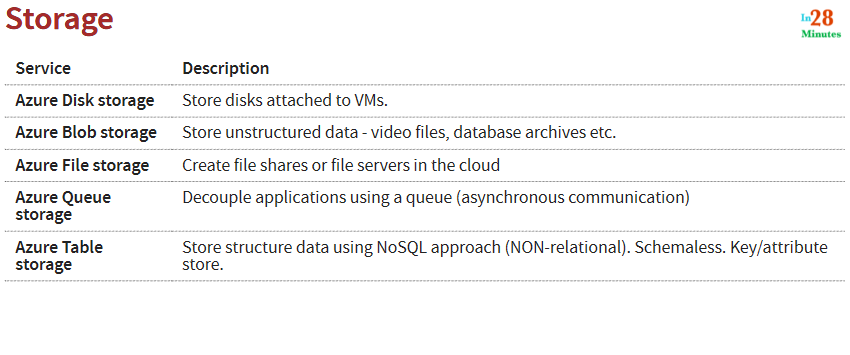 Storage
In28
Minutes
Service Description
Azure Disk storage Store disks attached to VMs.
Azure Blob storage Store unstructured data - video files, database archives etc.
Azure File storage Create file shares or file servers in the cloud
Azure Queue Decouple applications using a queue (asynchronous communication)
storage
Azure Table Store structure data using NoSQL approach (NON-relational). Schemaless. Key/attribute
storage store.